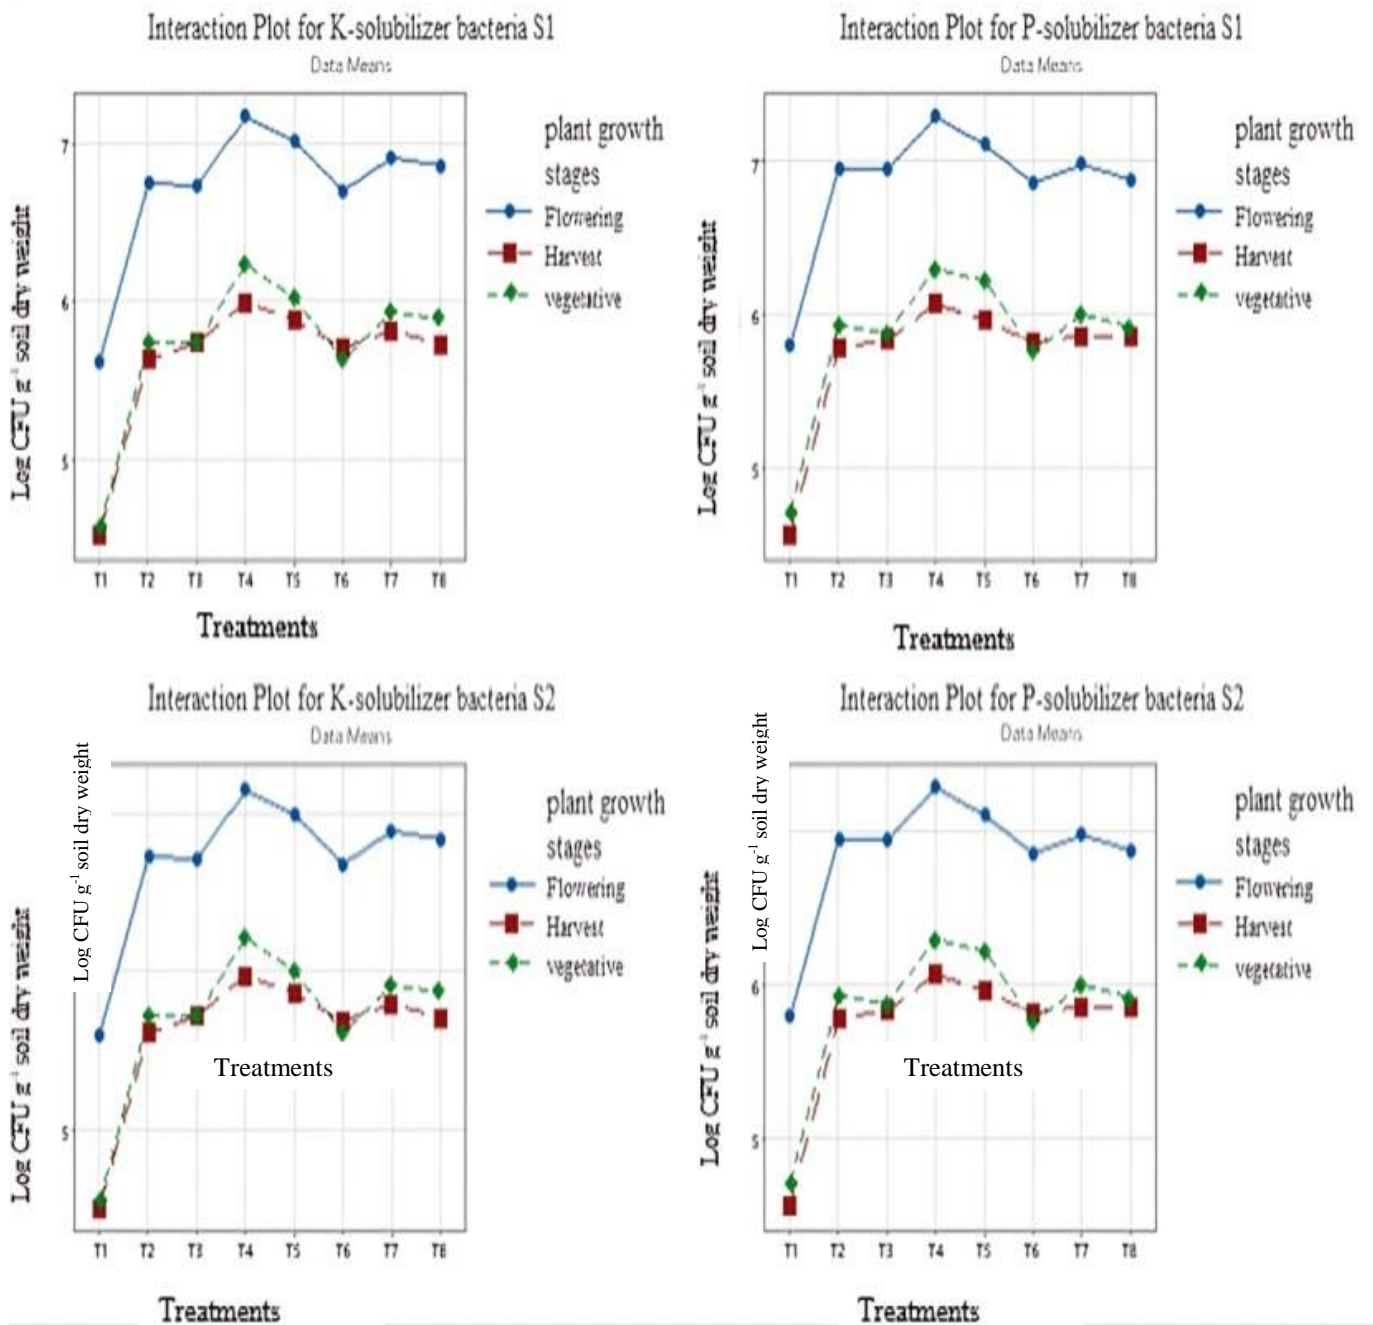 Interaction Plot for K-solubilizer bacteria S1
Data Means
Log CFU g⁻¹ soil dry weight
7
6
5
T1 T2 T3 T4 T5 T6 T7 T8
Treatments
plant growth
stages
Flowering
Harvest
vegetative
Interaction Plot for P-solubilizer bacteria S1
Data Means
Log CFU g⁻¹ soil dry weight
7
6
5
T1 T2 T3 T4 T5 T6 T7 T8
Treatments
plant growth
stages
Flowering
Harvest
vegetative
Interaction Plot for K-solubilizer bacteria S2
Data Means
Log CFU g⁻¹ soil dry weight
Log CFU g⁻¹ soil dry weight
5
Treatments
T1 T2 T3 T4 T5 T6 T7 T8
Treatments
plant growth
stages
Flowering
Harvest
vegetative
Interaction Plot for P-solubilizer bacteria S2
Data Means
Log CFU g⁻¹ soil dry weight
Log CFU g⁻¹ soil dry weight
6
5
Treatments
T1 T2 T3 T4 T5 T6 T7 T8
Treatments
plant growth
stages
Flowering
Harvest
vegetative